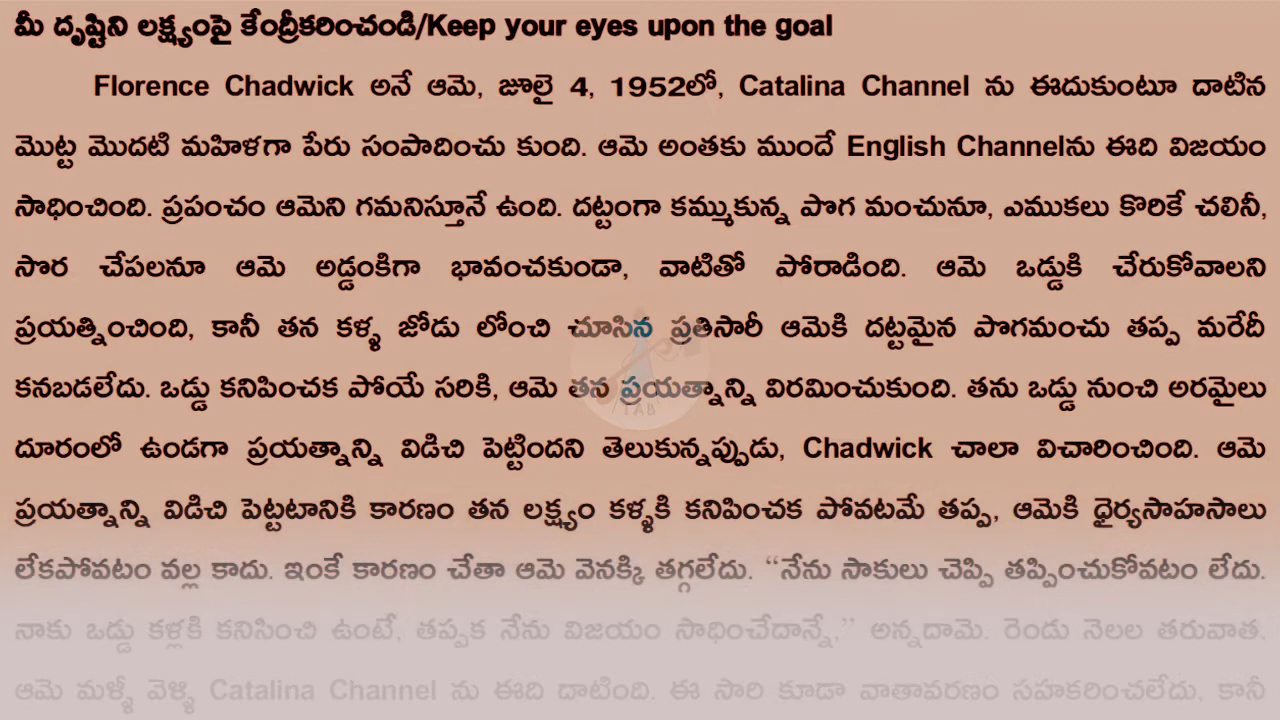 మీ దృష్టిని లక్ష్యంపై కేంద్రీకరించండి/Keep your eyes upon the goal
Florence Chadwick అనే ఆమె, జూలై 4, 1952లో, Catalina Channel ను ఈదుకుంటూ దాటిన
మొట్ట మొదటి మహిళగా పేరు సంపాదించు కుంది. ఆమె అంతకు ముందే English Channelను ఈది విజయం
సాధించింది. ప్రపంచం ఆమెని గమనిస్తూనే ఉంది. దట్టంగా కమ్ముకున్న పొగ మంచునూ, ఎముకలు కొరికే చలినీ,
సొర చేపలనూ ఆమె అడ్డంకిగా భావంచకుండా, వాటితో పోరాడింది. ఆమె ఒడ్డుకి చేరుకోవాలని
ప్రయత్నించింది, కానీ తన కళ్ళ జోడు లోంచి చూసిన ప్రతిసారీ ఆమెకి దట్టమైన పొగమంచు తప్ప మరేదీ
కనబడలేదు. ఒడ్డు కనిపించక పోయే సరికి, ఆమె తన ప్రయత్నాన్ని విరమించుకుంది. తను ఒడ్డు నుంచి అరమైలు
దూరంలో ఉండగా ప్రయత్నాన్ని విడిచి పెట్టిందని తెలుకున్నప్పుడు, Chadwick చాలా విచారించింది. ఆమె
ప్రయత్నాన్ని విడిచి పెట్టటానికి కారణం తన లక్ష్యం కళ్ళకి కనిపించక పోవటమే తప్ప, ఆమెకి ధైర్యసాహసాలు
లేకపోవటం వల్ల కాదు. ఇంకే కారణం చేతా ఆమె వెనక్కి తగ్గలేదు. “నేను సాకులు చెప్పి తప్పించుకోవటం లేదు.
నాకు ఒడ్డు కళ్లకి కనిసించి ఉంటే, తప్పక నేను విజయం సాధించేదాన్నే,” అన్నదామె. రెండు నెలల తరువాత.
ఆమె మళ్ళీ వెళ్ళి Catalina Channel ను ఈది దాటింది. ఈ సారి కూడా వాతావరణం సహకరించలేదు, కానీ
TAB